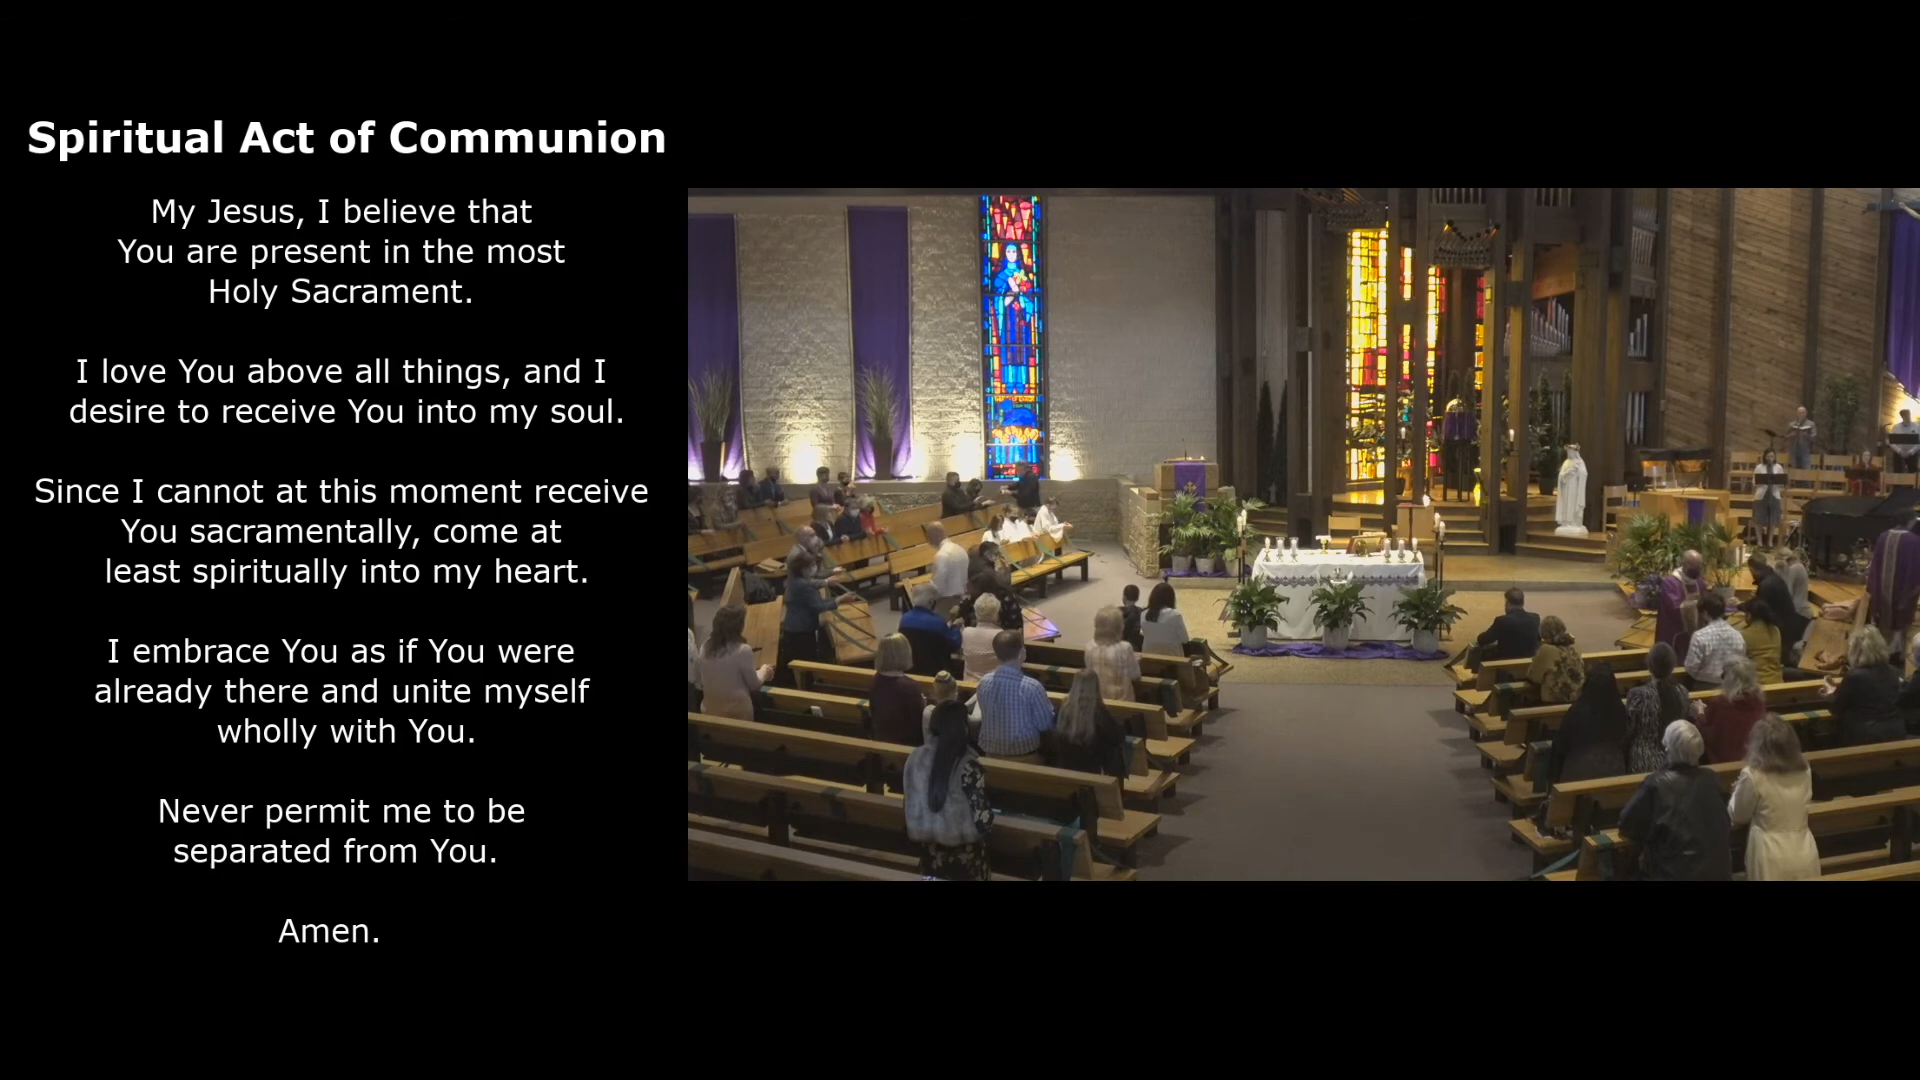 Spiritual Act of Communion
My Jesus, I believe that
You are present in the most
Holy Sacrament.
I love You above all things, and I
desire to receive You into my soul.
Since I cannot at this moment receive
You sacramentally, come at
least spiritually into my heart.
I embrace You as if You were
already there and unite myself
wholly with You.
Never permit me to be
separated from You.
Amen.